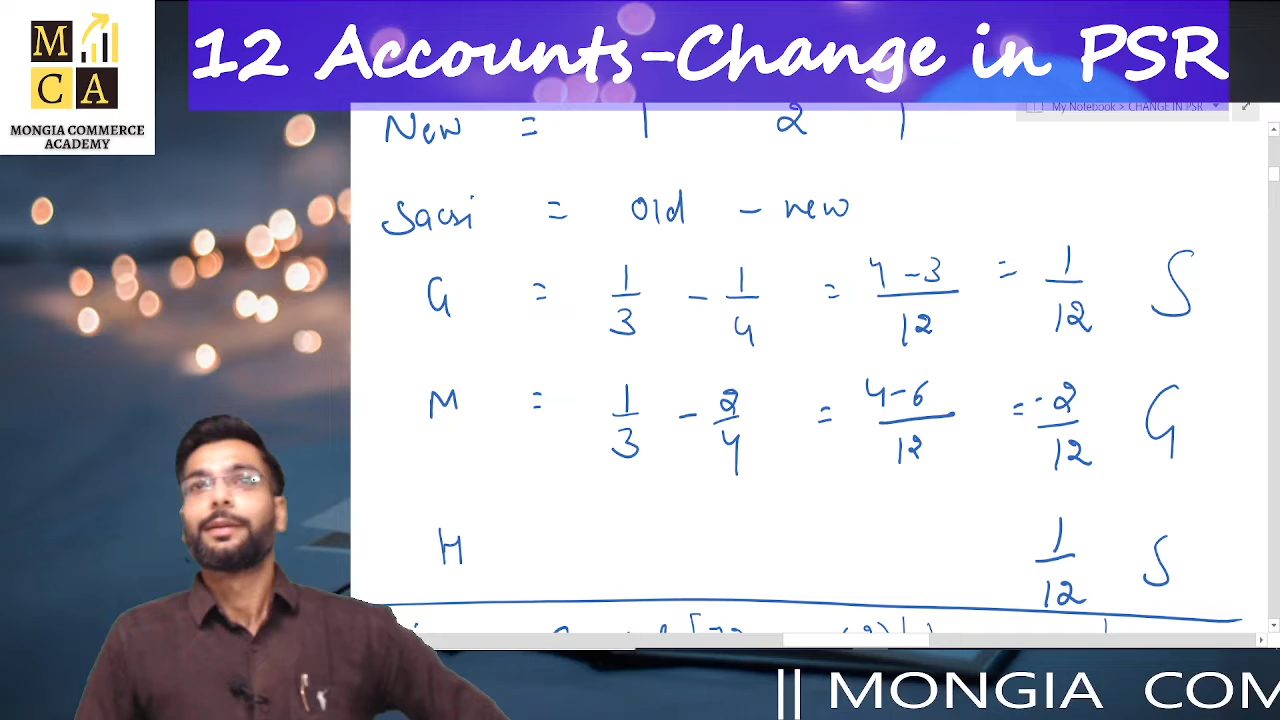 M
C A
MONGIA COMMERCE
ACADEMY
12 Accounts-Change in PSR
My Notebook > CHANGE IN PSR
New = 1 2 1
Sacri = old - new
G = 1/3 - 1/4 = 4-3/12 = 1/12 S
M = 1/3 - 2/4 = 4-6/12 = -2/12 G
H 1/12 S
|| MONGIA COM